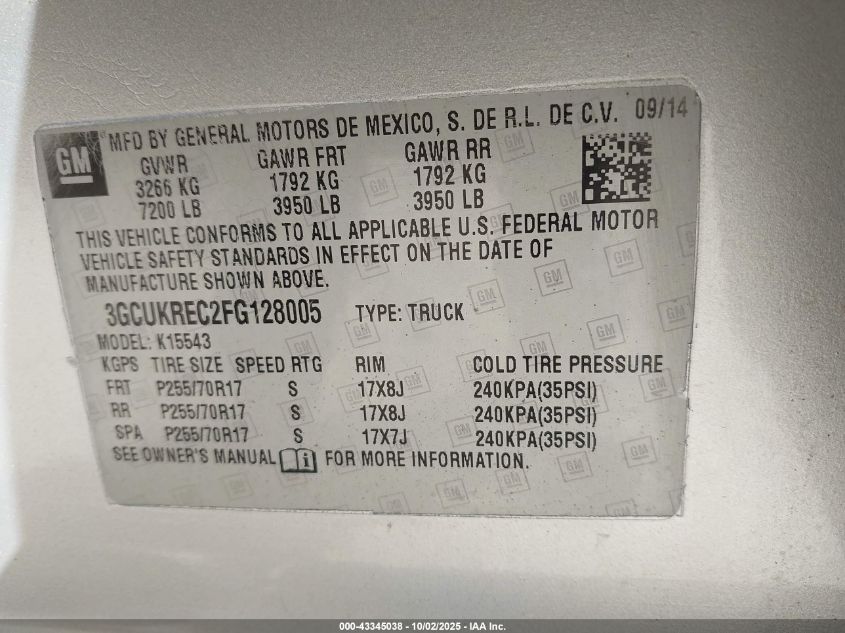 GM
MFD BY GENERAL MOTORS DE MEXICO, S. DE R.L. DE C.V. 09/14
GVWR GAWR FRT GAWR RR
3266 KG 1792 KG 1792 KG
7200 LB 3950 LB 3950 LB
THIS VEHICLE CONFORMS TO ALL APPLICABLE U.S. FEDERAL MOTOR
VEHICLE SAFETY STANDARDS IN EFFECT ON THE DATE OF
MANUFACTURE SHOWN ABOVE.
3GCUKREC2FG128005 TYPE: TRUCK
MODEL: K15543
KGPS TIRE SIZE SPEED RTG RIM COLD TIRE PRESSURE
FRT P255/70R17 S 17X8J 240KPA(35PSI)
RR P255/70R17 S 17X8J 240KPA(35PSI)
SPA P255/70R17 S 17X7J 240KPA(35PSI)
SEE OWNER'S MANUAL i FOR MORE INFORMATION.
000-43345038 - 10/02/2025 - IAA Inc.